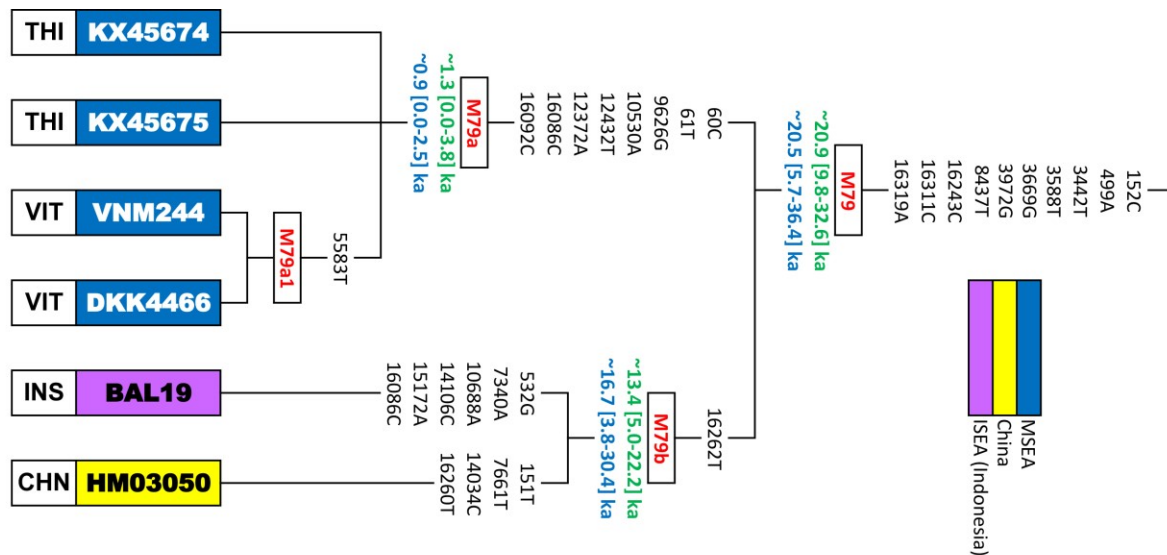 THI KX45674
THI KX45675
VIT VNM244
VIT DKK4466
INS BAL19
CHN HM03050
M79a1
5583T
~0.9 [0.0-2.5] ka
~1.3 [0.0-3.8] ka
M79a
16092C
16086C
12372A
12432T
10530A
9626G
61T
60C
16086C
15172A
14106C
10688A
7340A
532G
16260T
14034C
7661T
151T
~16.7 [3.8-30.4] ka
~13.4 [5.0-22.2] ka
M79b
16262T
~20.5 [5.7-36.4] ka
~20.9 [9.8-32.6] ka
M79
16319A
16311C
16243C
8437T
3972G
3669G
3588T
3442T
499A
152C
ISEA (Indonesia)
China
MSEA